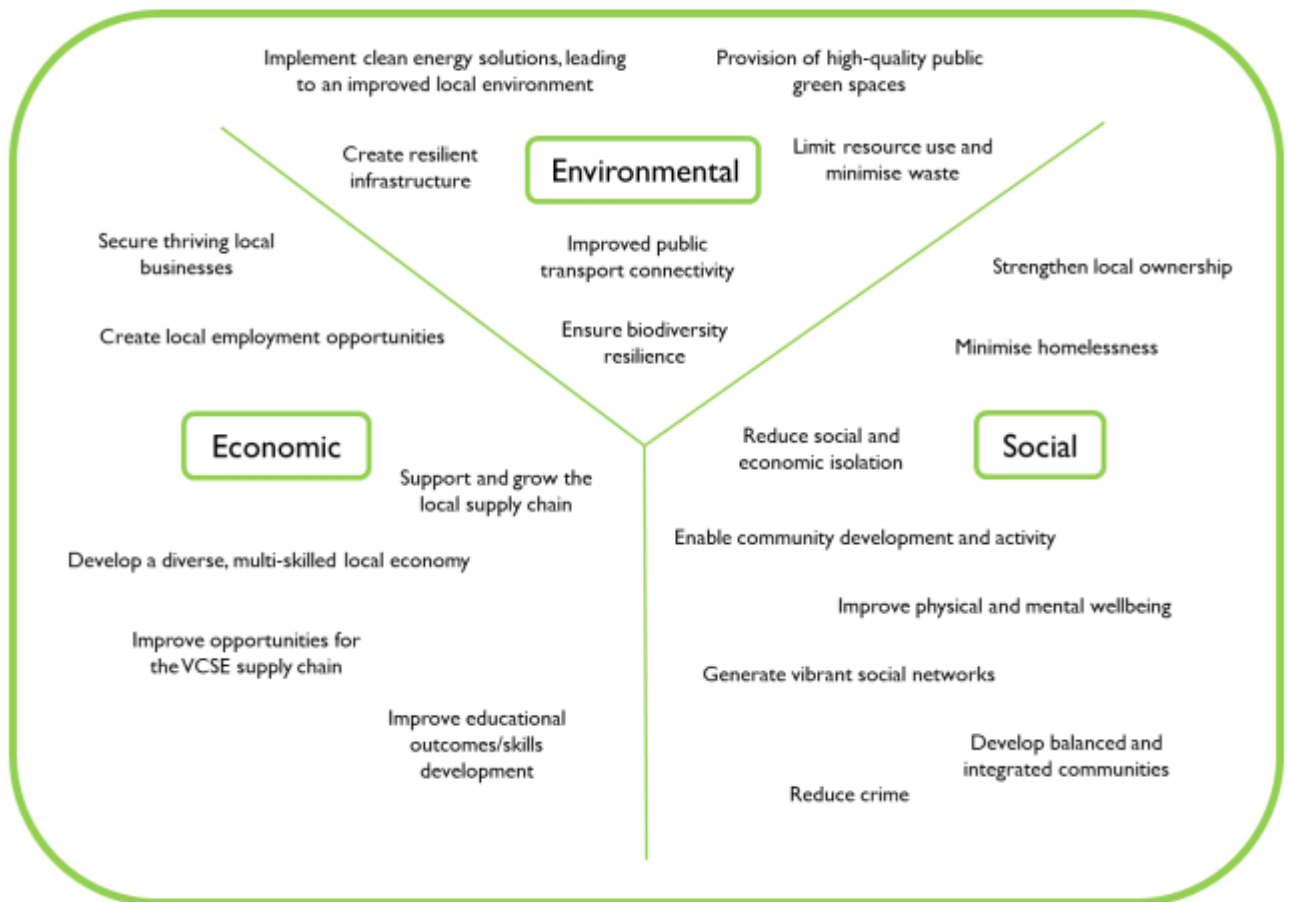 Implement clean energy solutions, leading
to an improved local environment
Provision of high-quality public
green spaces
Create resilient
infrastructure
Environmental
Limit resource use and
minimise waste
Improved public
transport connectivity
Ensure biodiversity
resilience
Secure thriving local
businesses
Create local employment opportunities
Economic
Support and grow the
local supply chain
Develop a diverse, multi-skilled local economy
Improve opportunities for
the VCSE supply chain
Improve educational
outcomes/skills
development
Strengthen local ownership
Minimise homelessness
Reduce social and
economic isolation
Social
Enable community development and activity
Improve physical and mental wellbeing
Generate vibrant social networks
Develop balanced and
integrated communities
Reduce crime